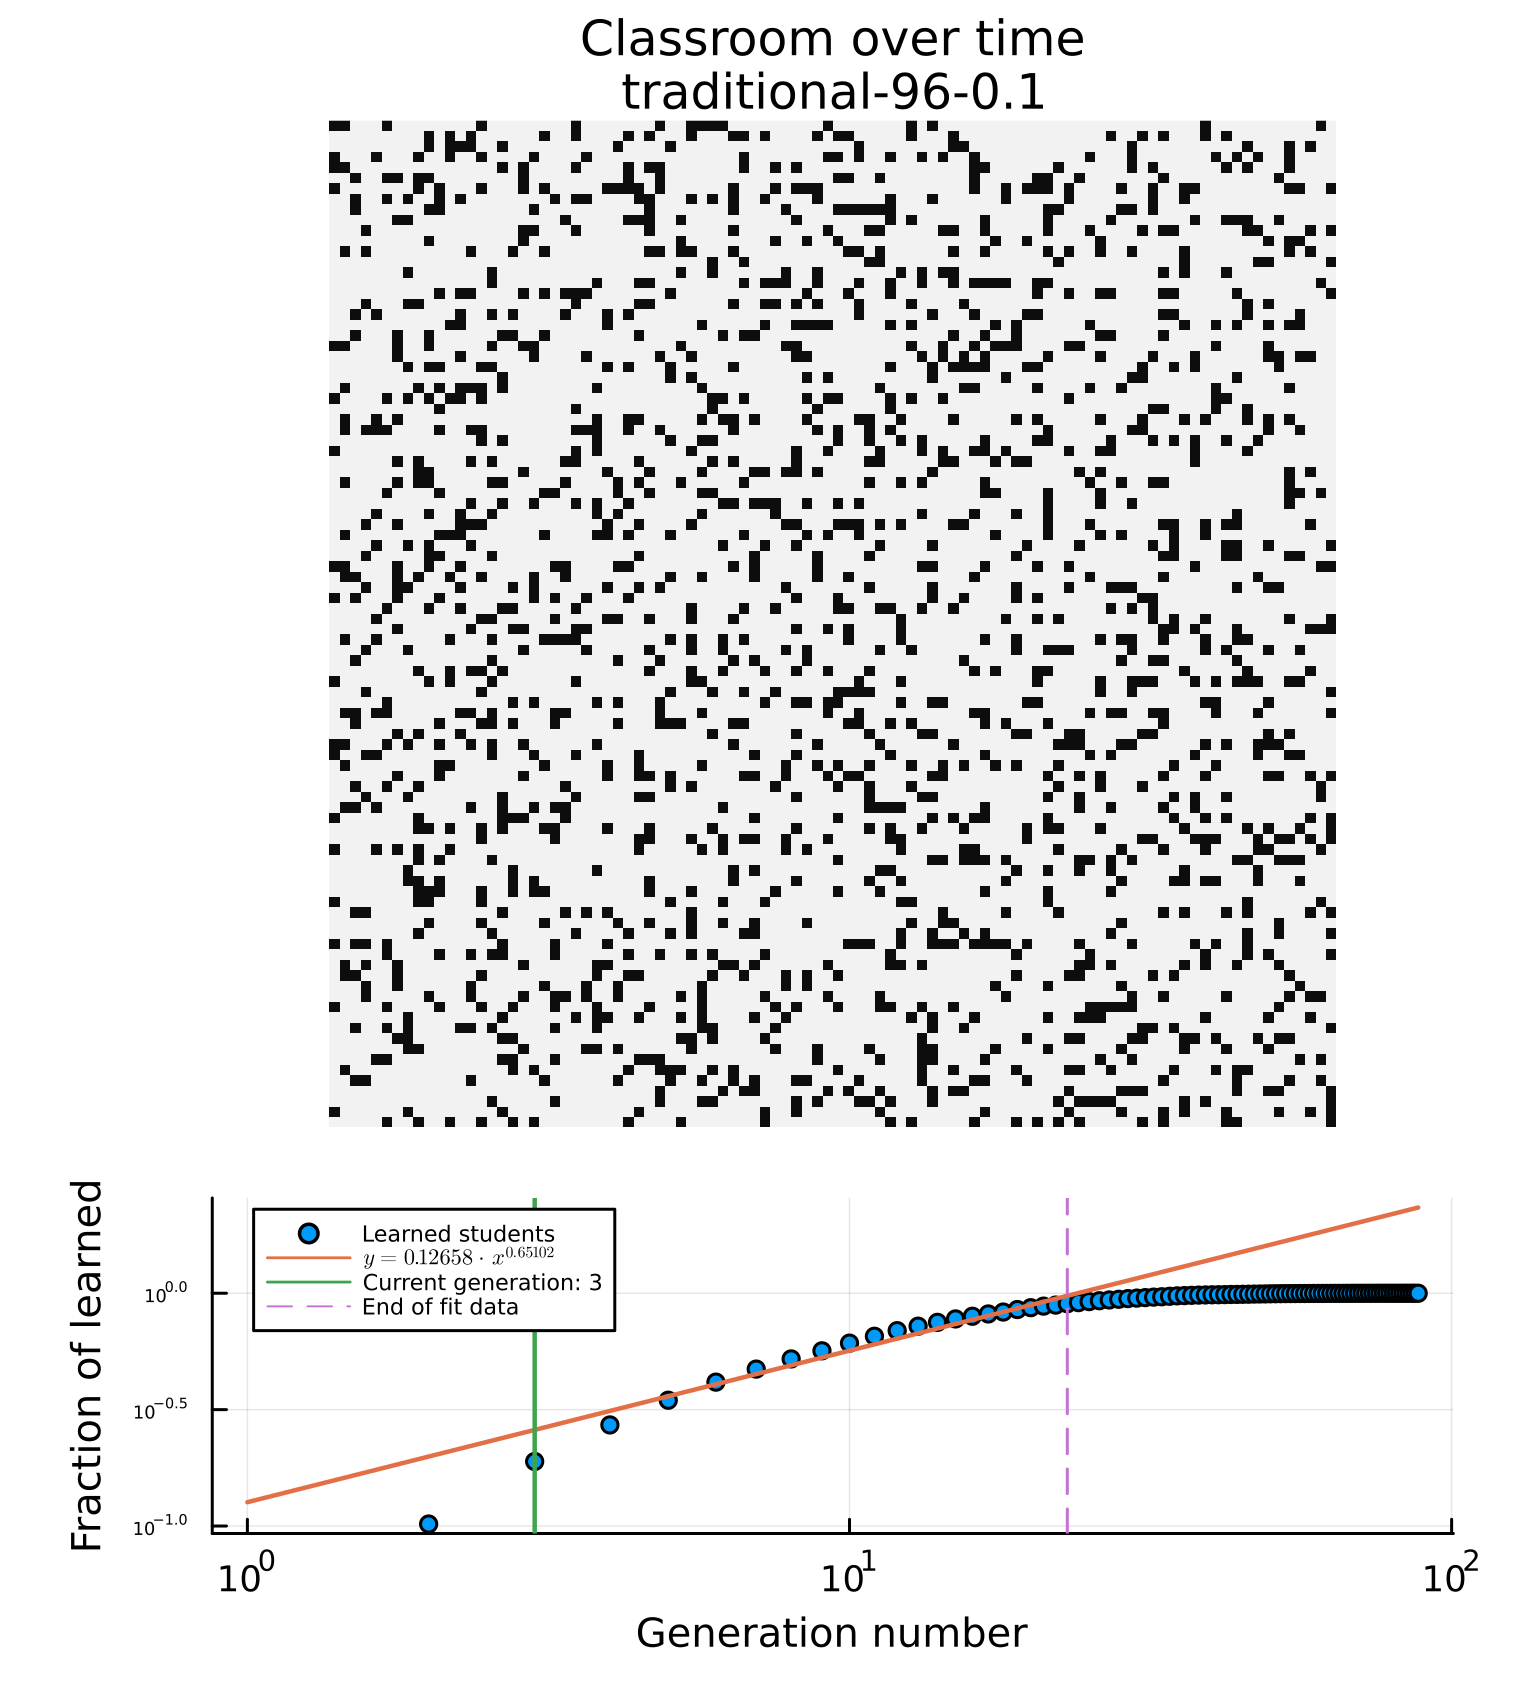 Classroom over time
traditional-96-0.1
Fraction of learned
Learned students
y = 0.12658 · x^0.65102
Current generation: 3
End of fit data
10^0.0
10^−0.5
10^−1.0
10^0 10^1 10^2
Generation number